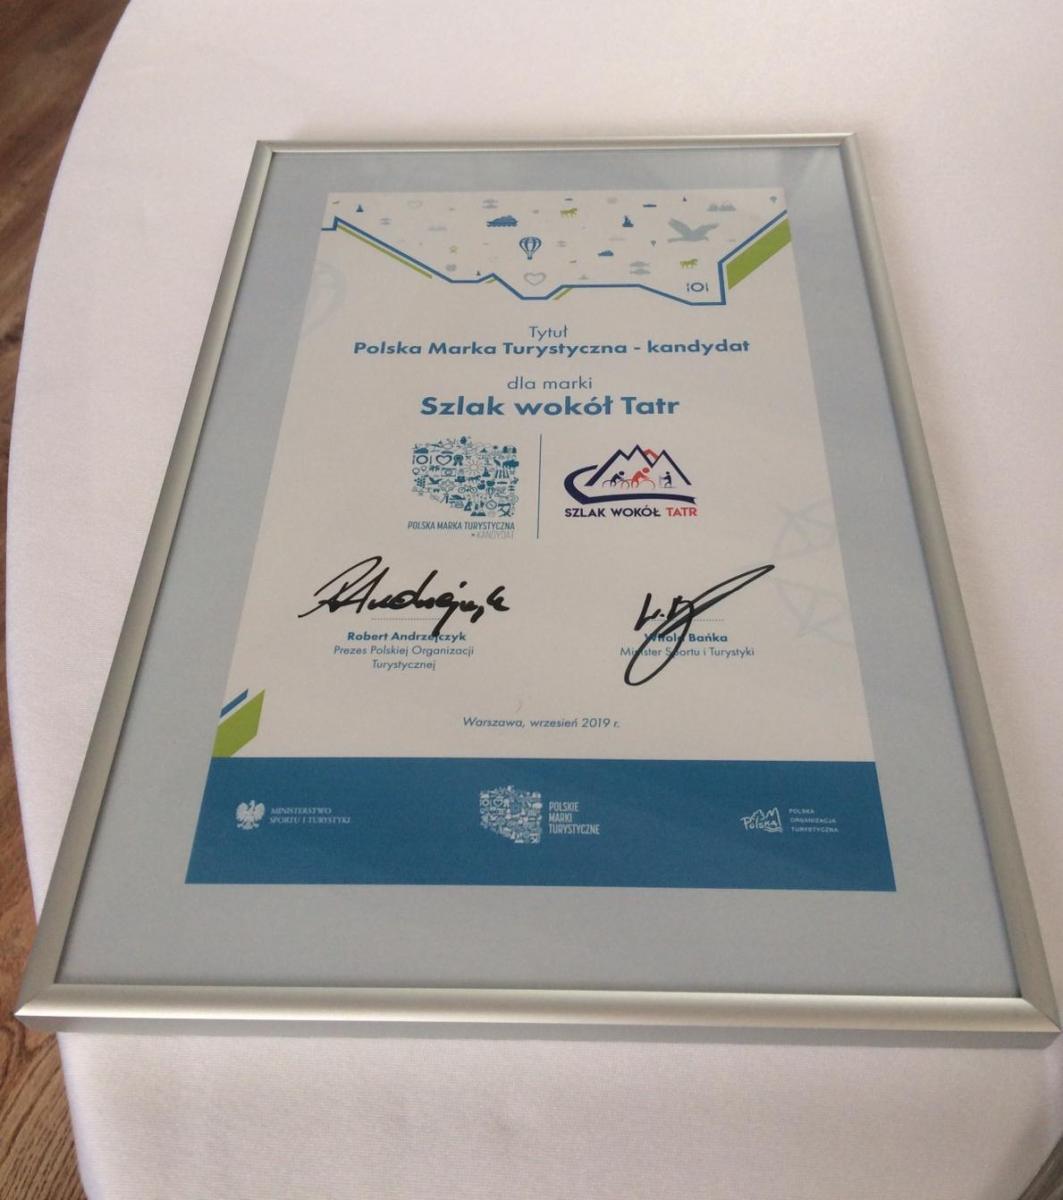 Tytuł
Polska Marka Turystyczna - kandydat
dla marki
Szlak wokół Tatr
POLSKA MARKA TURYSTYCZNA
KANDYDAT
SZLAK WOKÓŁ TATR
Robert Andrzejczyk
Prezes Polskiej Organizacji
Turystycznej
Witold Bańka
Minister Sportu i Turystyki
Warszawa, wrzesień 2019 r.
MINISTERSTWO
SPORTU I TURYSTYKI
POLSKIE
MARKI
TURYSTYCZNE
Polska
POLSKA
ORGANIZACJA
TURYSTYCZNA